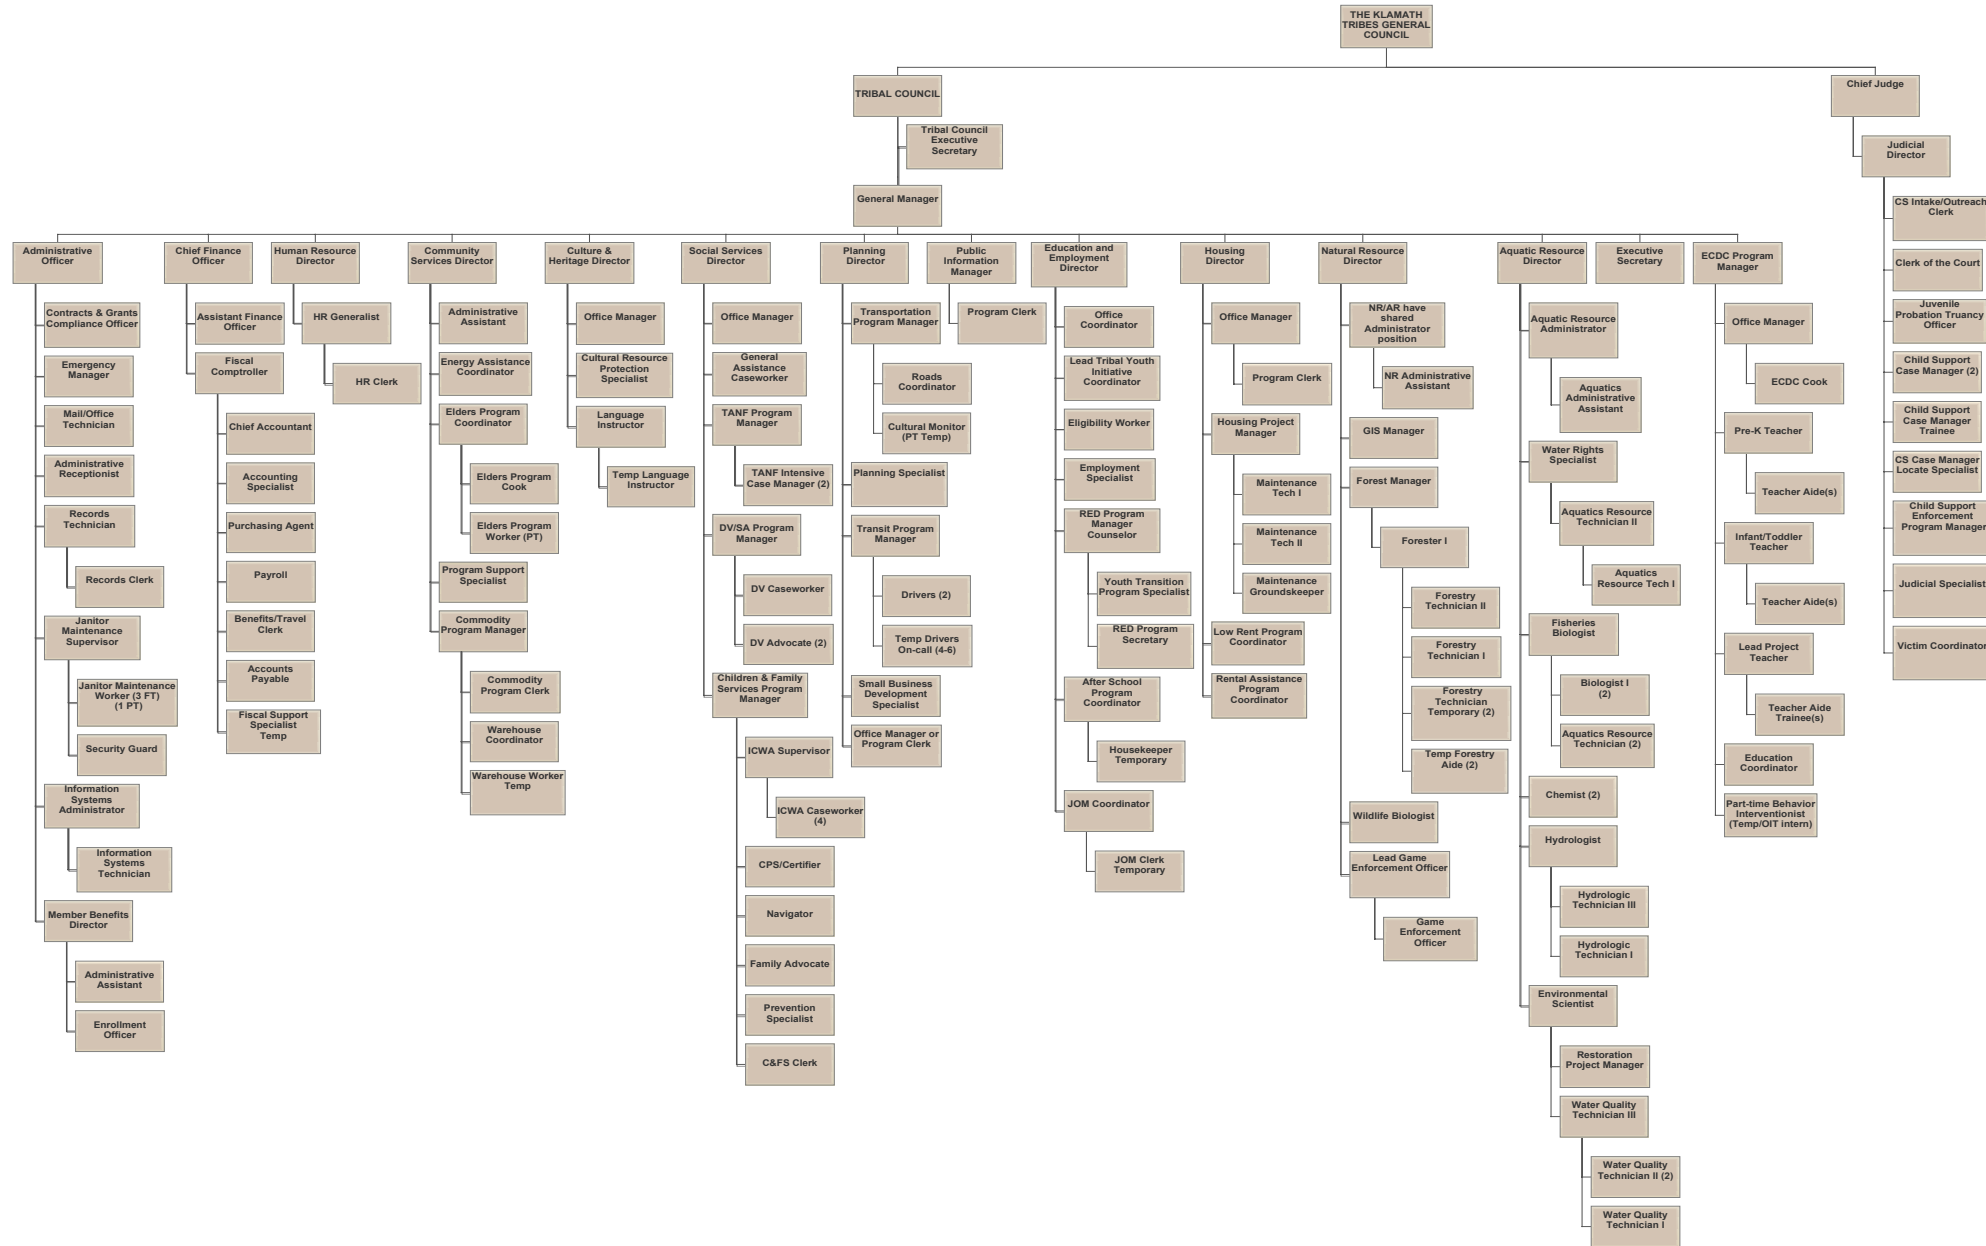 THE KLAMATH
TRIBES GENERAL
COUNCIL
TRIBAL COUNCIL
Chief Judge
Tribal Council
Executive
Secretary
Judicial
Director
General Manager
CS Intake/Outreach
Clerk
Clerk of the Court
Juvenile
Probation Truancy
Officer
Child Support
Case Manager (2)
Child Support
Case Manager
Trainee
CS Case Manager
Locate Specialist
Child Support
Enforcement
Program Manager
Judicial Specialist
Victim Coordinator
Administrative
Officer
Contracts & Grants
Compliance Officer
Emergency
Manager
Mail/Office
Technician
Administrative
Receptionist
Records
Technician
Records Clerk
Janitor
Maintenance
Supervisor
Janitor Maintenance
Worker (3 FT)
(1 PT)
Security Guard
Information
Systems
Administrator
Information
Systems
Technician
Member Benefits
Director
Administrative
Assistant
Enrollment
Officer
Chief Finance
Officer
Assistant Finance
Officer
Fiscal
Comptroller
Chief Accountant
Accounting
Specialist
Purchasing Agent
Payroll
Benefits/Travel
Clerk
Accounts
Payable
Fiscal Support
Specialist
Temp
Human Resource
Director
HR Generalist
HR Clerk
Community
Services Director
Administrative
Assistant
Energy Assistance
Coordinator
Elders Program
Coordinator
Elders Program
Cook
Elders Program
Worker (PT)
Program Support
Specialist
Commodity
Program Manager
Commodity
Program Clerk
Warehouse
Coordinator
Warehouse Worker
Temp
Culture &
Heritage Director
Office Manager
Cultural Resource
Protection
Specialist
Language
Instructor
Temp Language
Instructor
Social Services
Director
Office Manager
General
Assistance
Caseworker
TANF Program
Manager
TANF Intensive
Case Manager (2)
DV/SA Program
Manager
DV Caseworker
DV Advocate (2)
Children & Family
Services Program
Manager
ICWA Supervisor
ICWA Caseworker
(4)
CPS/Certifier
Navigator
Family Advocate
Prevention
Specialist
C&FS Clerk
Planning
Director
Transportation
Program Manager
Roads
Coordinator
Cultural Monitor
(PT Temp)
Planning Specialist
Transit Program
Manager
Drivers (2)
Temp Drivers
On-call (4-6)
Small Business
Development
Specialist
Office Manager or
Program Clerk
Public
Information
Manager
Program Clerk
Education and
Employment
Director
Office
Coordinator
Lead Tribal Youth
Initiative
Coordinator
Eligibility Worker
Employment
Specialist
RED Program
Manager
Counselor
Youth Transition
Program Specialist
RED Program
Secretary
After School
Program
Coordinator
Housekeeper
Temporary
JOM Coordinator
JOM Clerk
Temporary
Housing
Director
Office Manager
Program Clerk
Housing Project
Manager
Maintenance
Tech I
Maintenance
Tech II
Maintenance
Groundskeeper
Low Rent Program
Coordinator
Rental Assistance
Program
Coordinator
Natural Resource
Director
NR/AR have
shared
Administrator
position
NR Administrative
Assistant
GIS Manager
Forest Manager
Forester I
Forestry
Technician II
Forestry
Technician I
Forestry
Technician
Temporary (2)
Temp Forestry
Aide (2)
Wildlife Biologist
Lead Game
Enforcement Officer
Game
Enforcement
Officer
Aquatic Resource
Director
Aquatic Resource
Administrator
Aquatics
Administrative
Assistant
Water Rights
Specialist
Aquatics Resource
Technician II
Aquatics
Resource Tech I
Fisheries
Biologist
Biologist I
(2)
Aquatics Resource
Technician (2)
Chemist (2)
Hydrologist
Hydrologic
Technician III
Hydrologic
Technician I
Environmental
Scientist
Restoration
Project Manager
Water Quality
Technician III
Water Quality
Technician II (2)
Water Quality
Technician I
Executive
Secretary
ECDC Program
Manager
Office Manager
ECDC Cook
Pre-K Teacher
Teacher Aide(s)
Infant/Toddler
Teacher
Teacher Aide(s)
Lead Project
Teacher
Teacher Aide
Trainee(s)
Education
Coordinator
Part-time Behavior
Interventionist
(Temp/OIT intern)